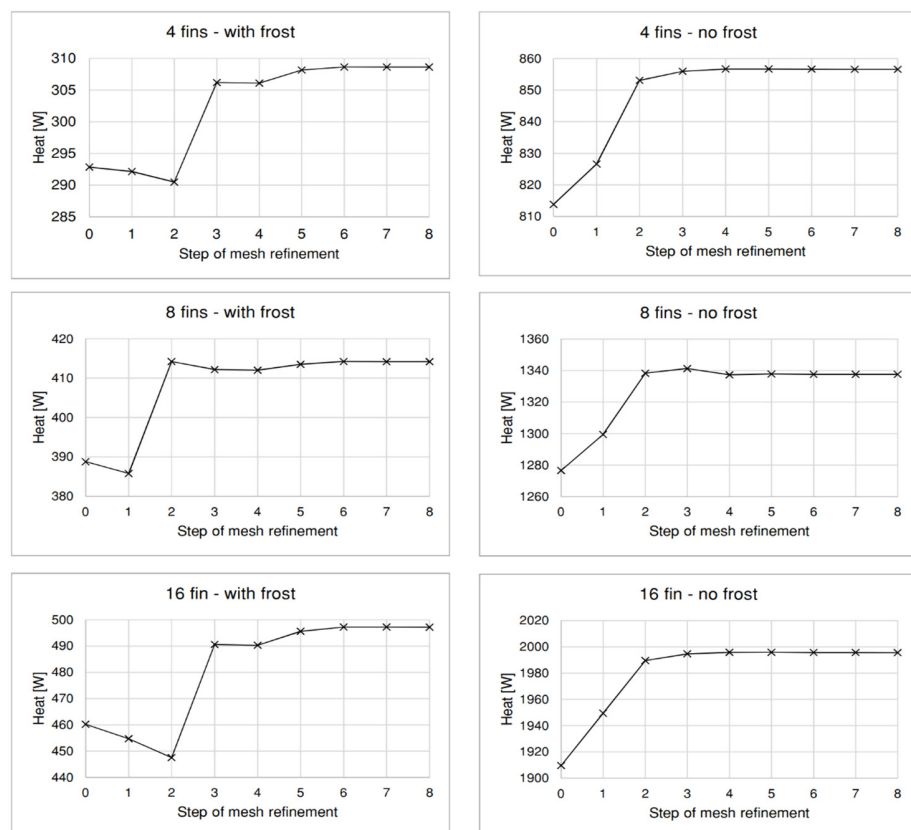 4 fins - with frost
Heat [W]
310
305
300
295
290
285
0 1 2 3 4 5 6 7 8
Step of mesh refinement
4 fins - no frost
Heat [W]
860
850
840
830
820
810
0 1 2 3 4 5 6 7 8
Step of mesh refinement
8 fins - with frost
Heat [W]
420
410
400
390
380
0 1 2 3 4 5 6 7 8
Step of mesh refinement
8 fins - no frost
Heat [W]
1360
1340
1320
1300
1280
1260
0 1 2 3 4 5 6 7 8
Step of mesh refinement
16 fin - with frost
Heat [W]
500
490
480
470
460
450
440
0 1 2 3 4 5 6 7 8
Step of mesh refinement
16 fin - no frost
Heat [W]
2020
2000
1980
1960
1940
1920
1900
0 1 2 3 4 5 6 7 8
Step of mesh refinement